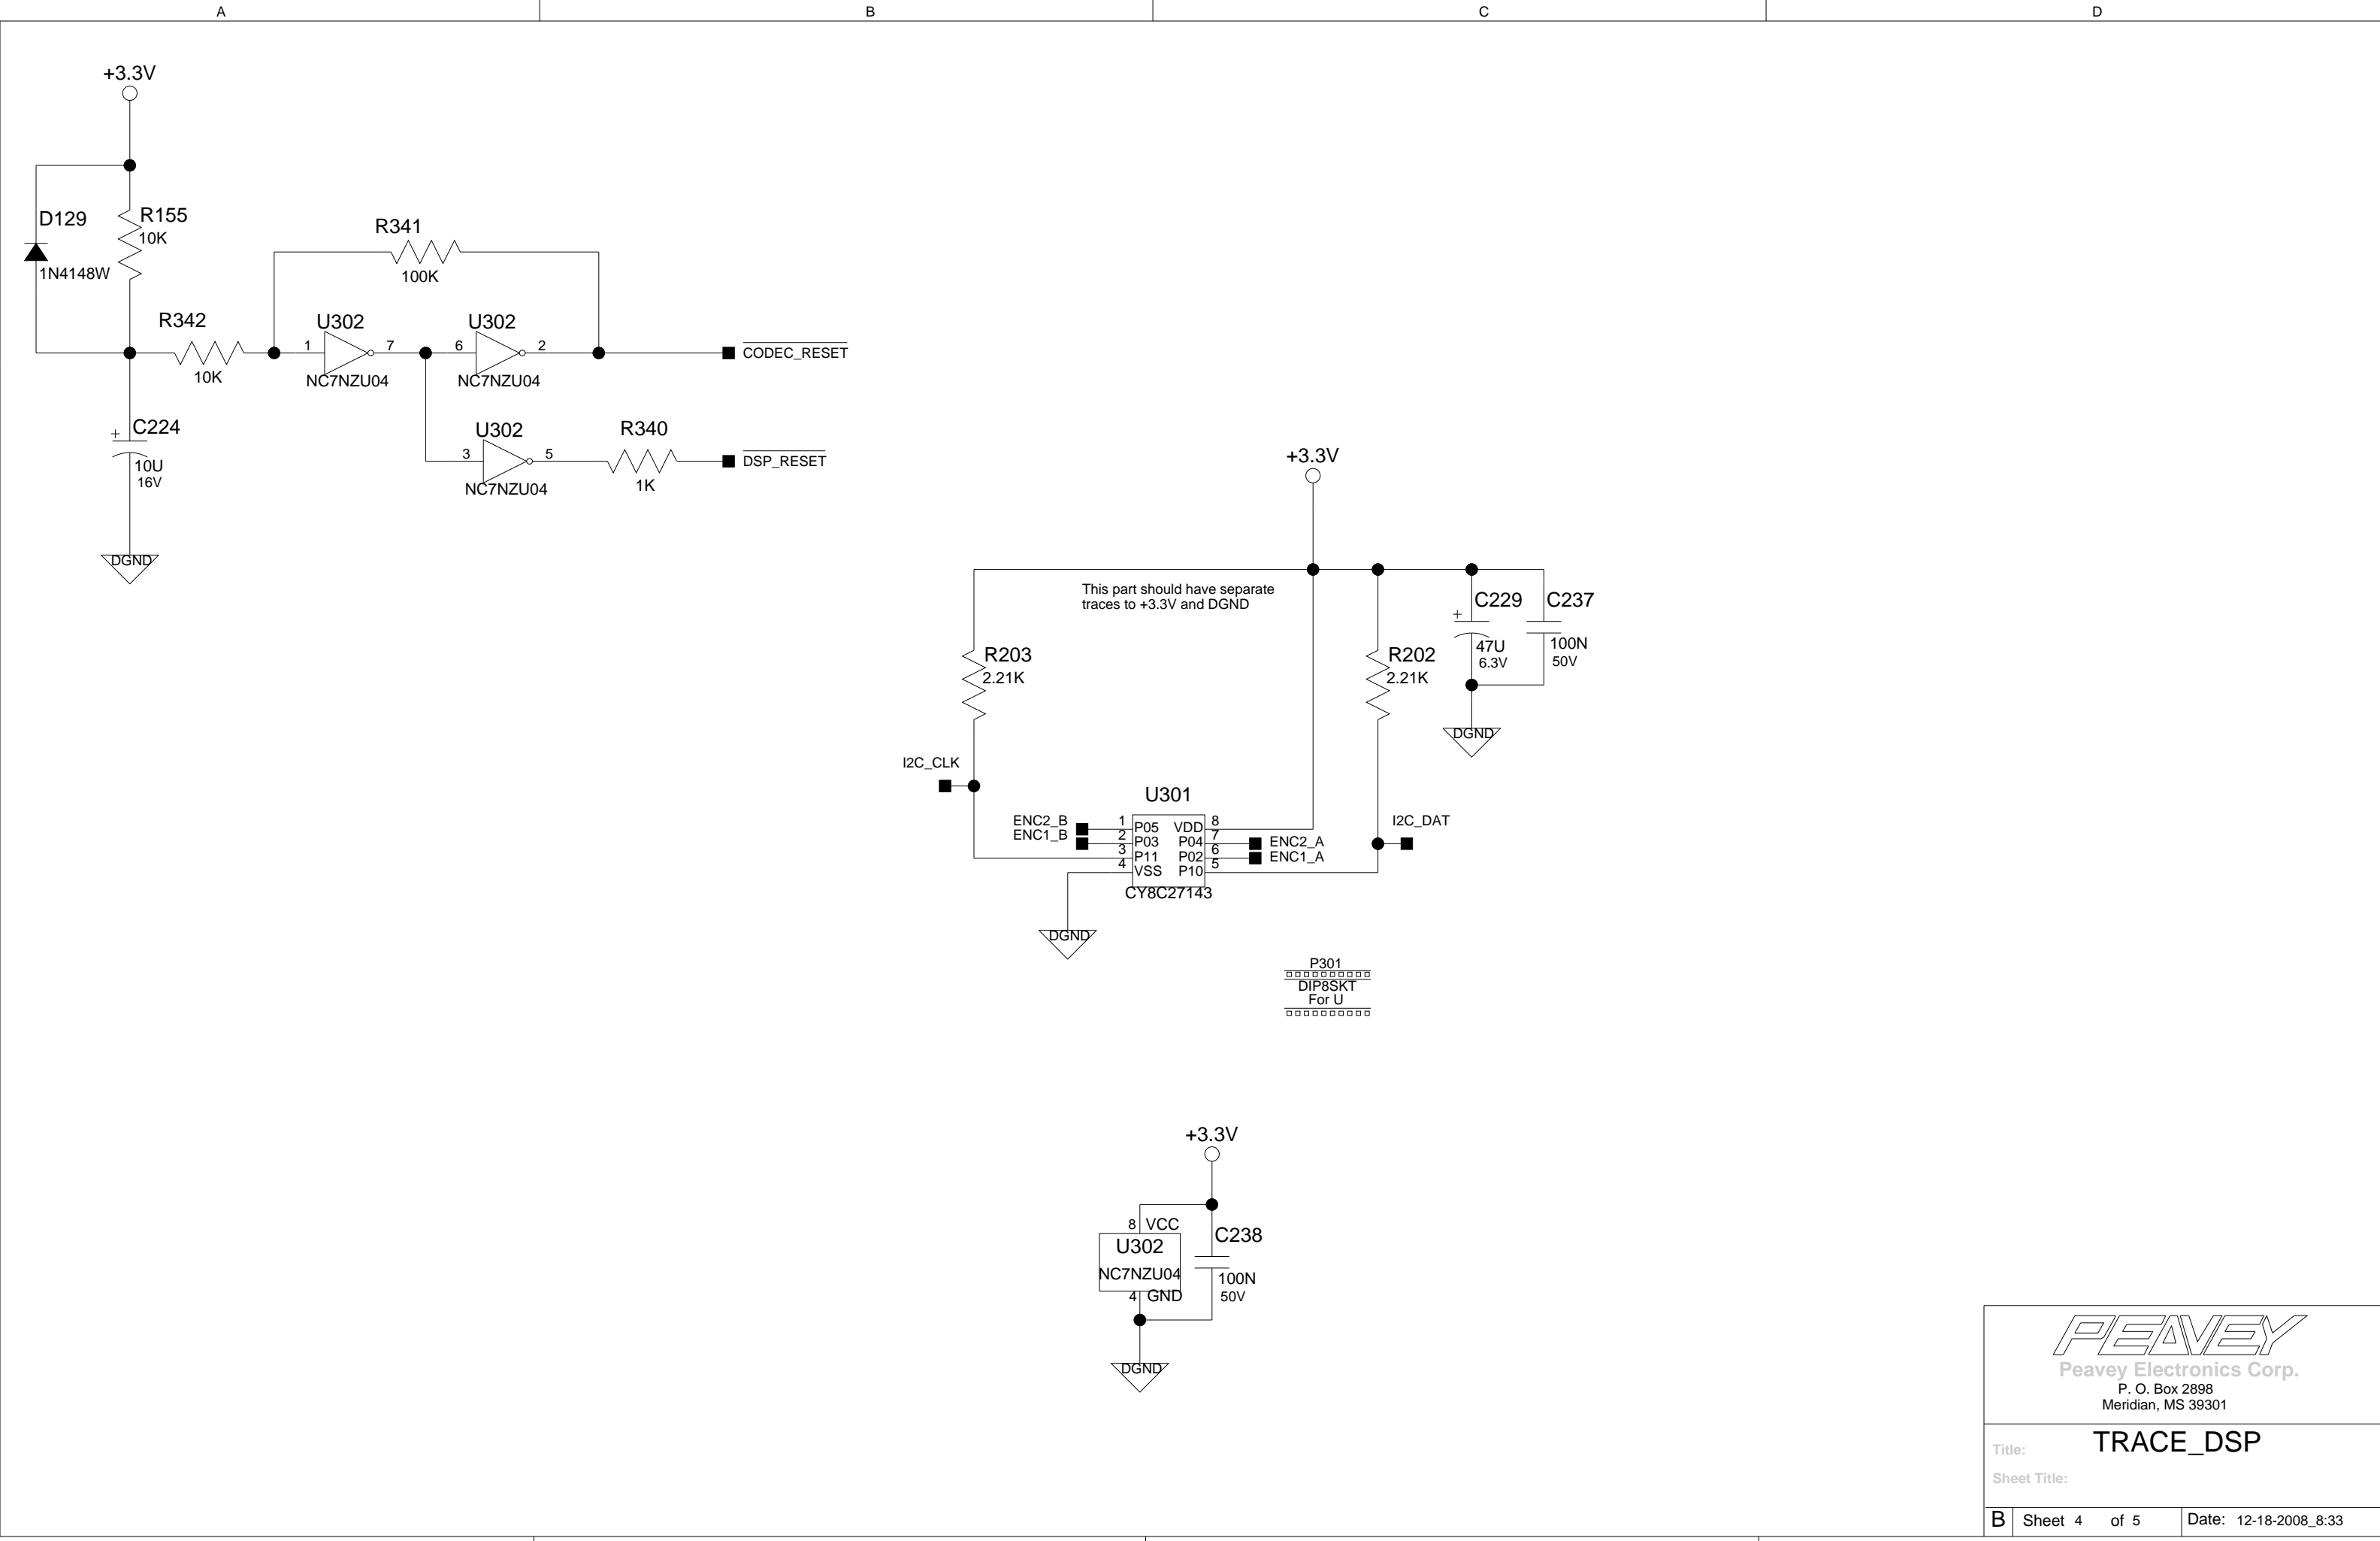 A
B
C
D
+3.3V
D129
1N4148W
R155
10K
R341
100K
R342
10K
U302
1
7
NC7NZU04
U302
6
2
NC7NZU04
CODEC_RESET
C224
+
10U
16V
U302
3
5
NC7NZU04
R340
1K
DSP_RESET
DGND
+3.3V
This part should have separate
traces to +3.3V and DGND
R203
2.21K
R202
2.21K
C229
+
47U
6.3V
C237
100N
50V
DGND
I2C_CLK
U301
ENC2_B
ENC1_B
1
2
3
4
P05
P03
P11
VSS
VDD
P04
P02
P10
8
7
6
5
ENC2_A
ENC1_A
I2C_DAT
CY8C27143
DGND
P301
DIP8SKT
For U
+3.3V
8 VCC
U302
NC7NZU04
4 GND
C238
100N
50V
DGND
PEAVEY
Peavey Electronics Corp.
P. O. Box 2898
Meridian, MS 39301
Title: TRACE_DSP
Sheet Title:
B Sheet 4 of 5 Date: 12-18-2008_8:33